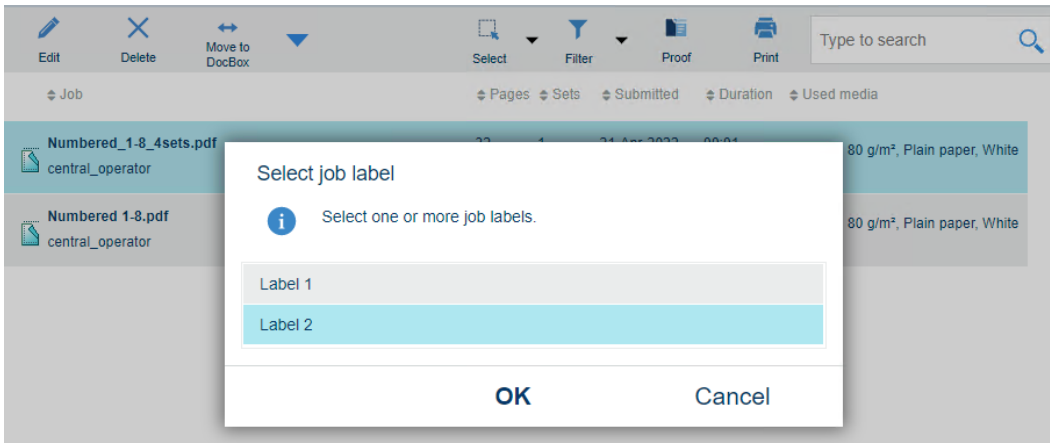 Edit
Delete
Move to
DocBox
Select
Filter
Proof
Print
Type to search
Job
Pages
Sets
Submitted
Duration
Used media
Numbered_1-8_4sets.pdf
80 g/m², Plain paper, White
central_operator
Numbered 1-8.pdf
80 g/m², Plain paper, White
central_operator
Select job label
i
Select one or more job labels.
Label 1
Label 2
OK
Cancel